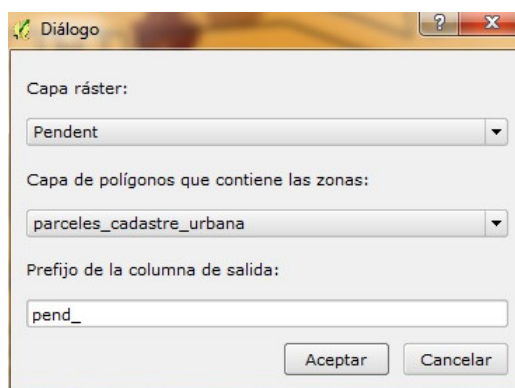 Diálogo
?
X
Capa ráster:
Pendent
Capa de polígonos que contiene las zonas:
parceles_cadastre_urbana
Prefijo de la columna de salida:
pend_
Aceptar Cancelar